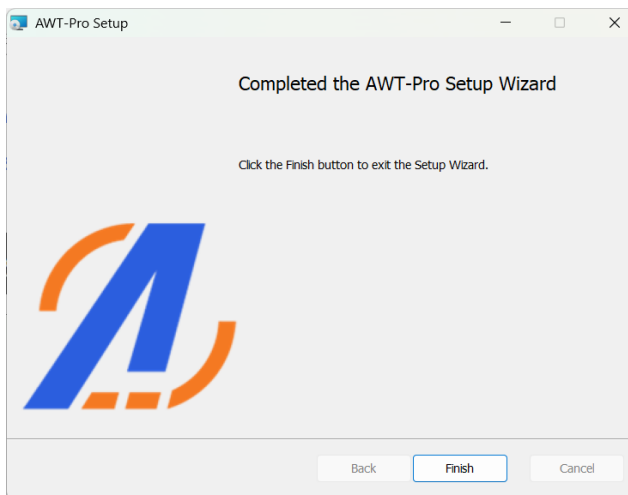 AWT-Pro Setup
Completed the AWT-Pro Setup Wizard
Click the Finish button to exit the Setup Wizard.
Back
Finish
Cancel